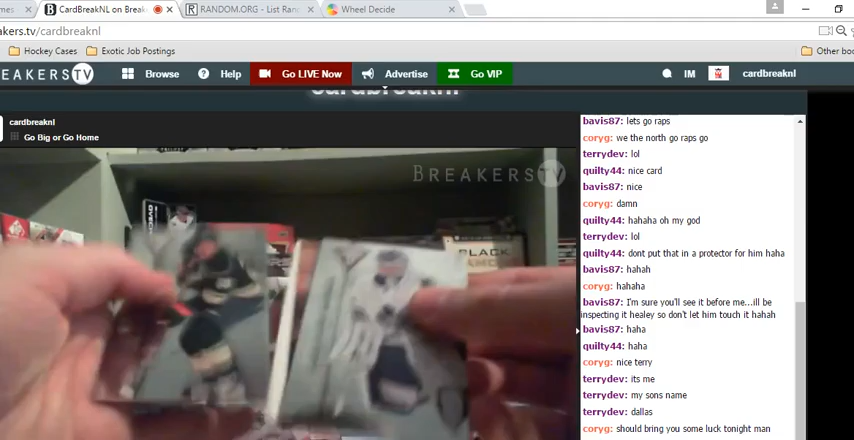 mes
CardBreakNL on Break
RANDOM.ORG - List Ran
Wheel Decide
akers.tv/cardbreaknl
Hockey Cases
Exotic Job Postings
Other boo
EAKERS TV
Browse
Help
Go LIVE Now
Advertise
Go VIP
IM
cardbreaknl
cardbreaknl
cardbreaknl
Go Big or Go Home
BREAKERS TV
BLACK
bavis87: lets go raps
coryg: we the north go raps go
terrydev: lol
quilty44: nice card
bavis87: nice
coryg: damn
quilty44: hahaha oh my god
terrydev: lol
quilty44: dont put that in a protector for him haha
bavis87: hahah
coryg: hahaha
bavis87: I'm sure you'll see it before me...ill be
inspecting it healey so don't let him touch it hahah
bavis87: haha
quilty44: haha
coryg: nice terry
terrydev: its me
terrydev: my sons name
terrydev: dallas
coryg: should bring you some luck tonight man